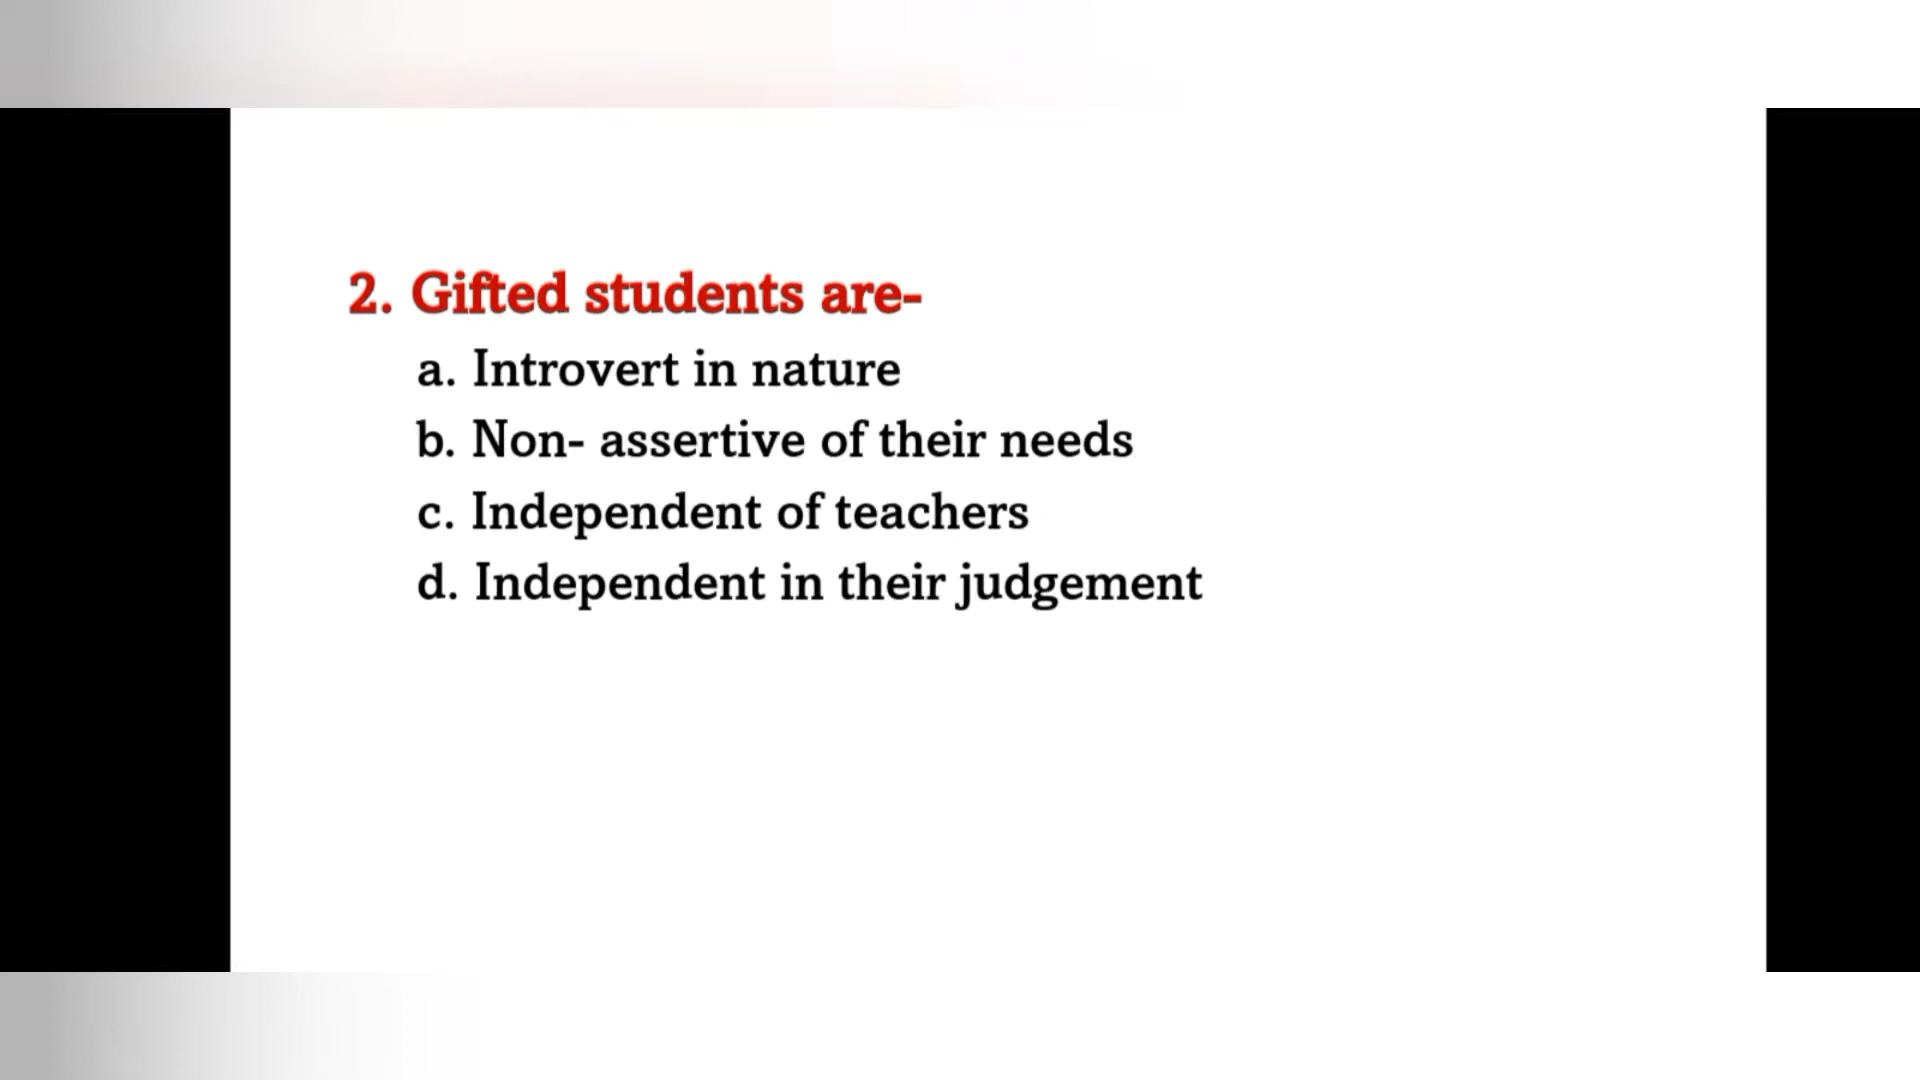 2. Gifted students are-
a. Introvert in nature
b. Non- assertive of their needs
c. Independent of teachers
d. Independent in their judgement